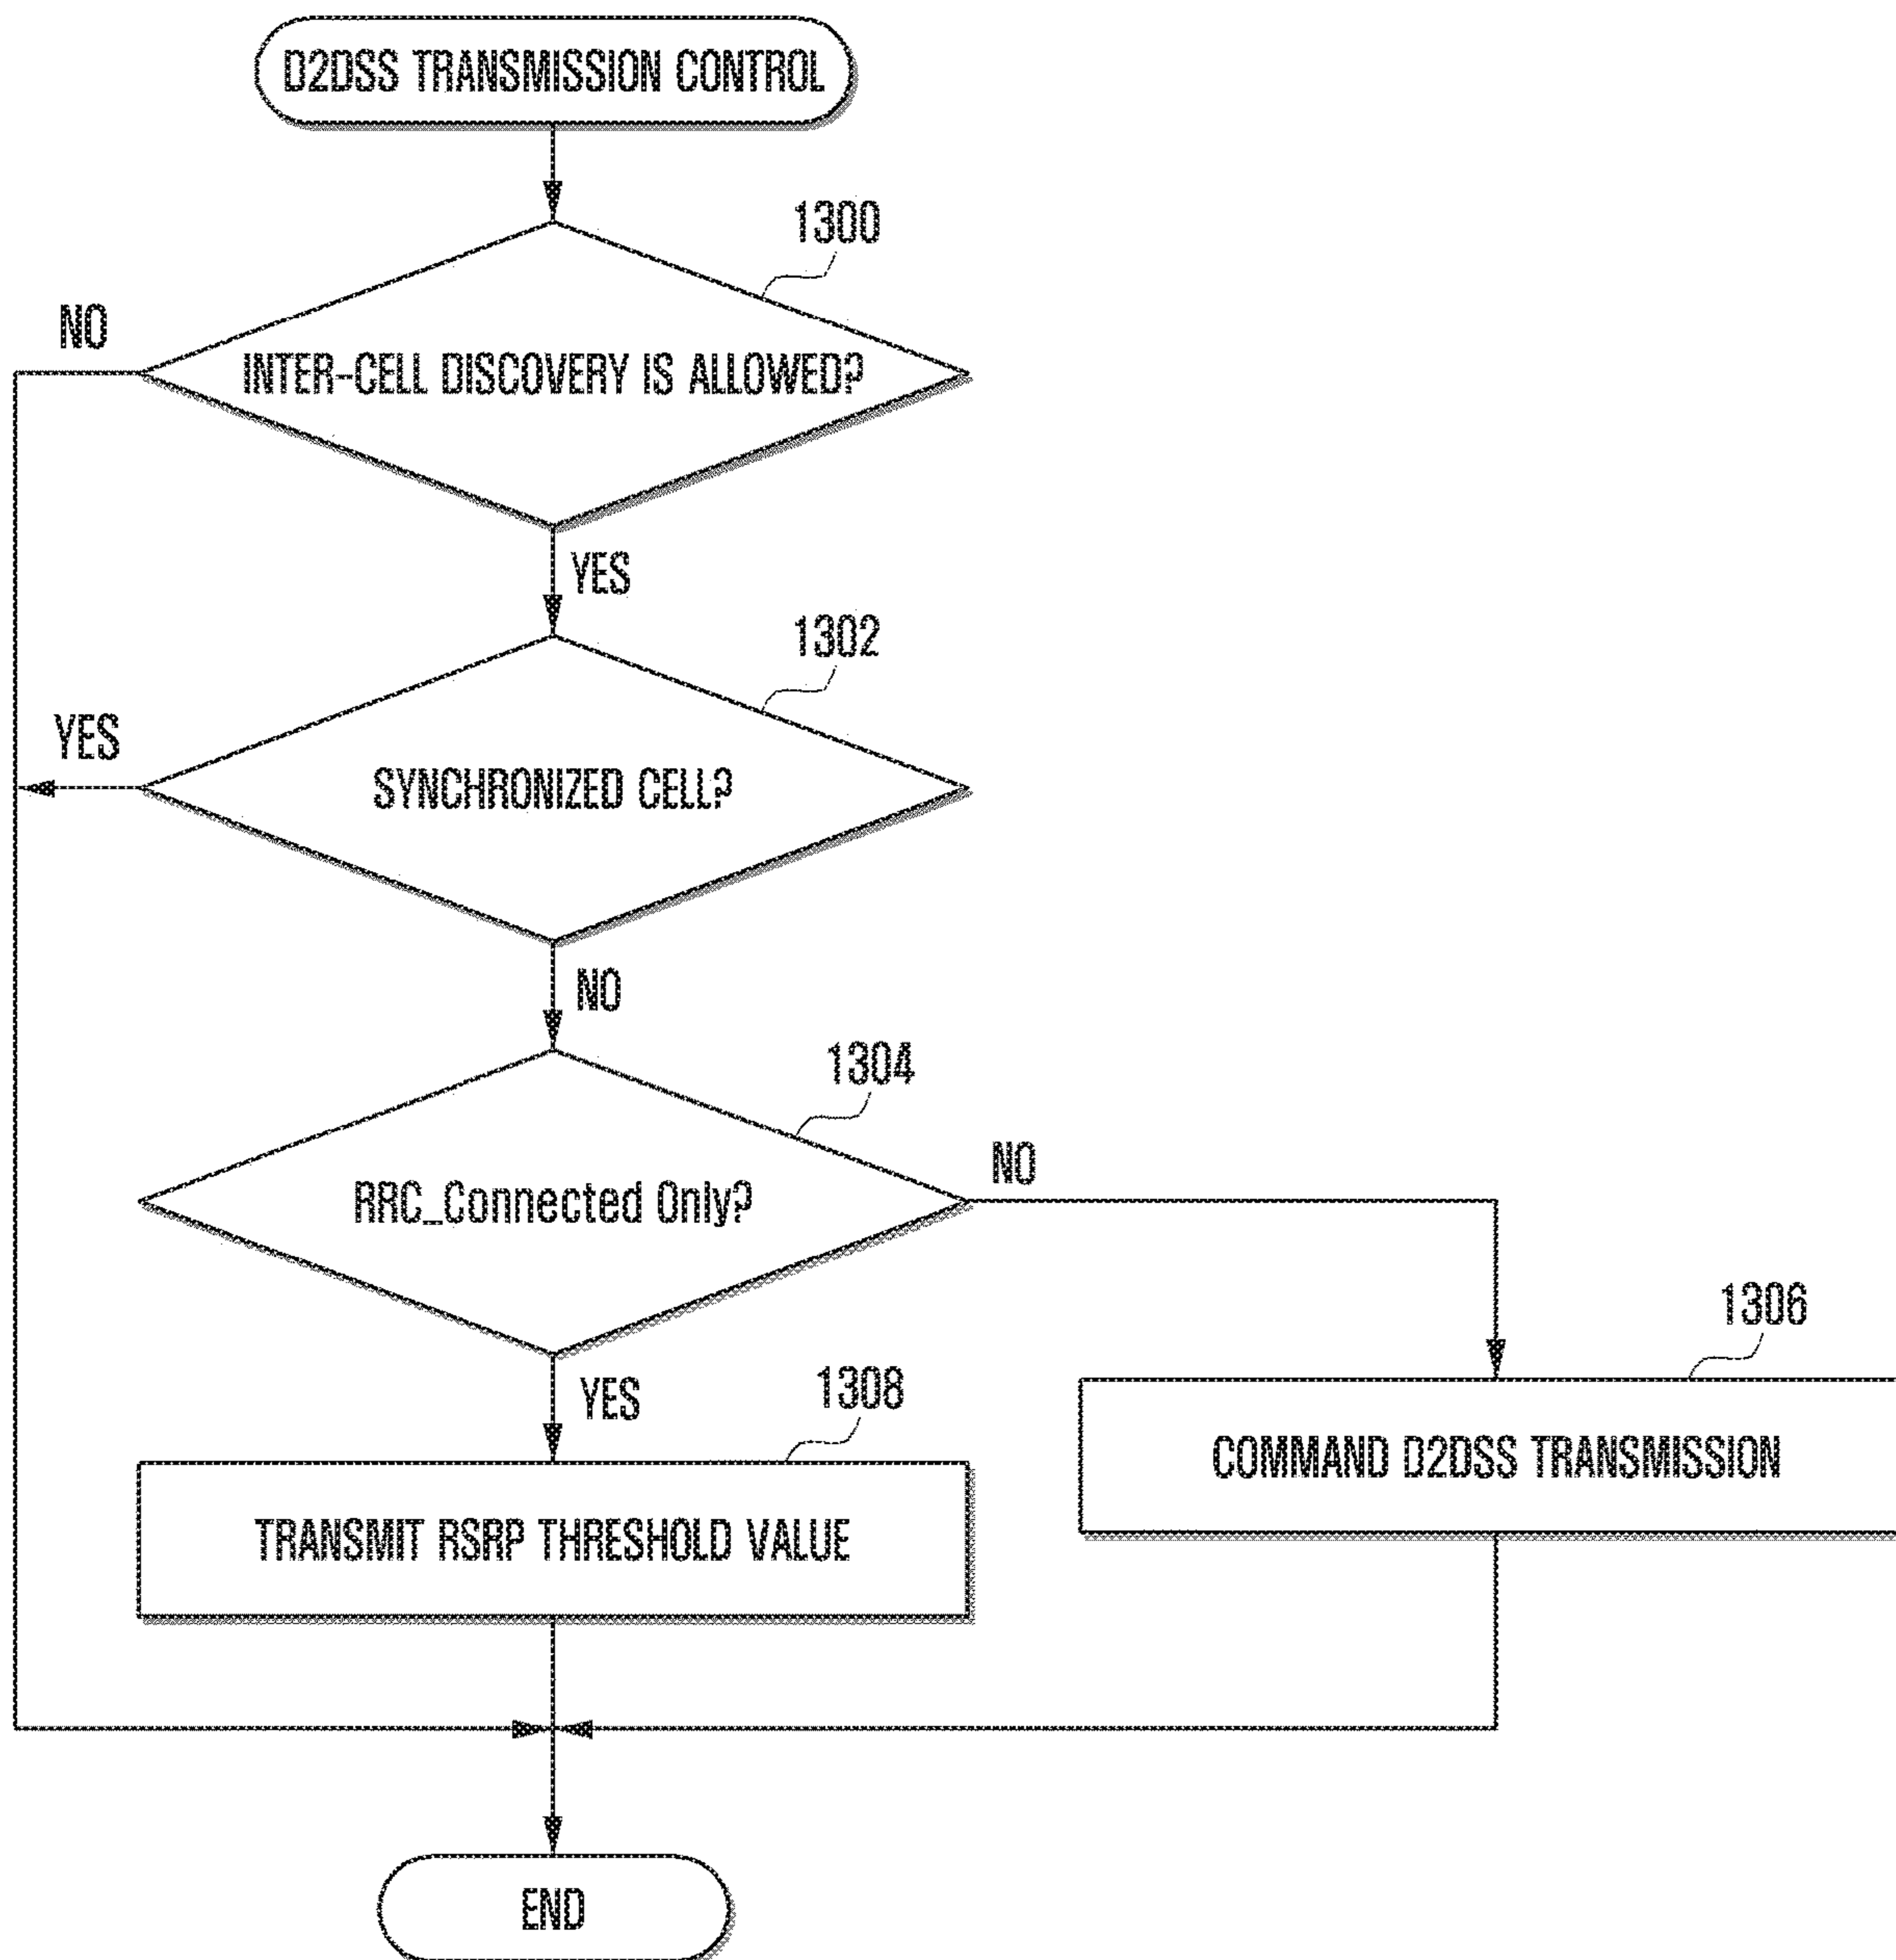 D2DSS TRANSMISSION CONTROL
1300
NO
INTER-CELL DISCOVERY IS ALLOWED?
YES
1302
YES
SYNCHRONIZED CELL?
NO
1304
NO
RRC_Connected Only?
1306
YES
1308
COMMAND D2DSS TRANSMISSION
TRANSMIT RSRP THRESHOLD VALUE
END